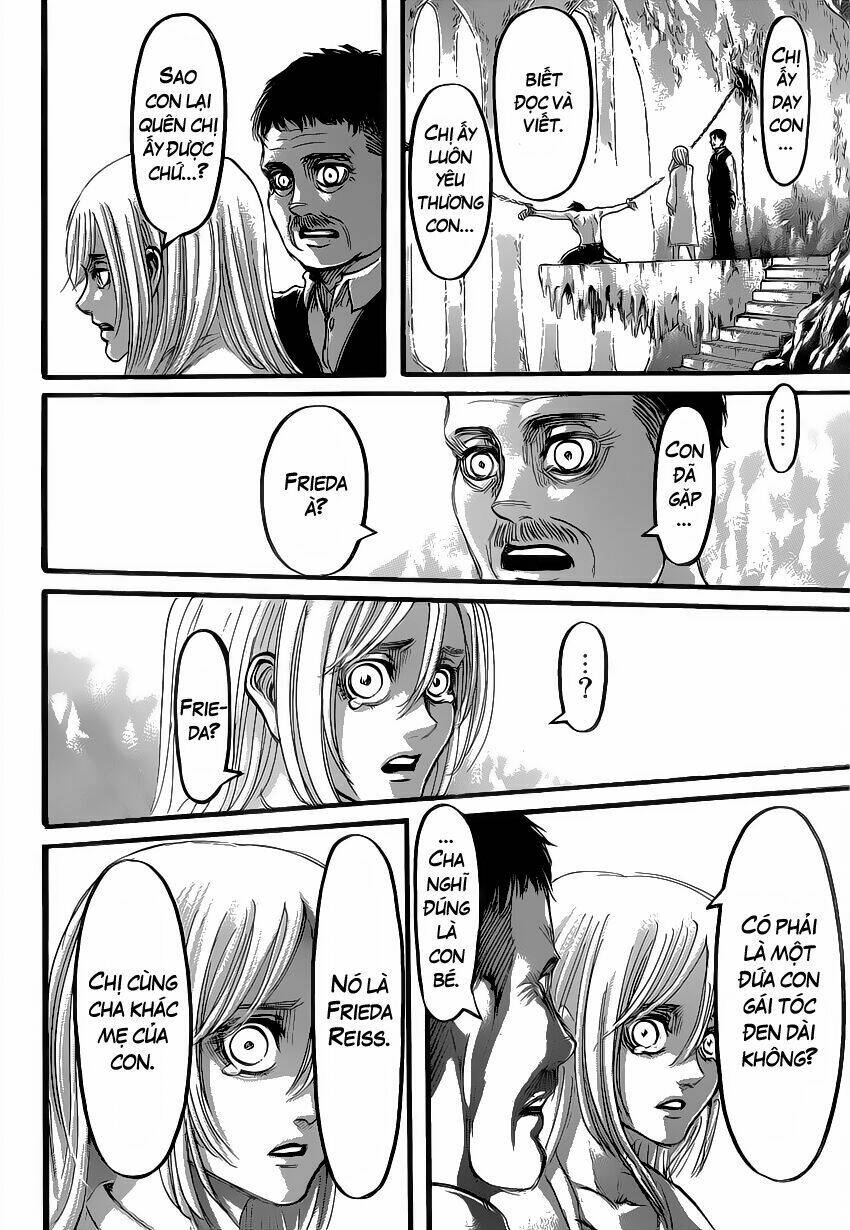 CHỊ
ẤY DẠY
CON
...
BIẾT
ĐỌC VÀ
VIẾT.
CHỊ ẤY
LUÔN
YÊU
THƯƠNG
CON...
SAO
CON LẠI
QUÊN CHỊ
ẤY ĐƯỢC
CHỨ...?
......
CON
ĐÃ
GẶP
...
FRIEDA
À?
...?
FRIE-
DA?
CÓ PHẢI
LÀ MỘT
ĐỨA CON
GÁI TÓC
ĐEN DÀI
KHÔNG?
...
CHA
NGHĨ
ĐÚNG
LÀ
CON
BÉ.
NÓ LÀ
FRIEDA
REISS.
CHỊ CÙNG
CHA KHÁC
MẸ CỦA
CON.